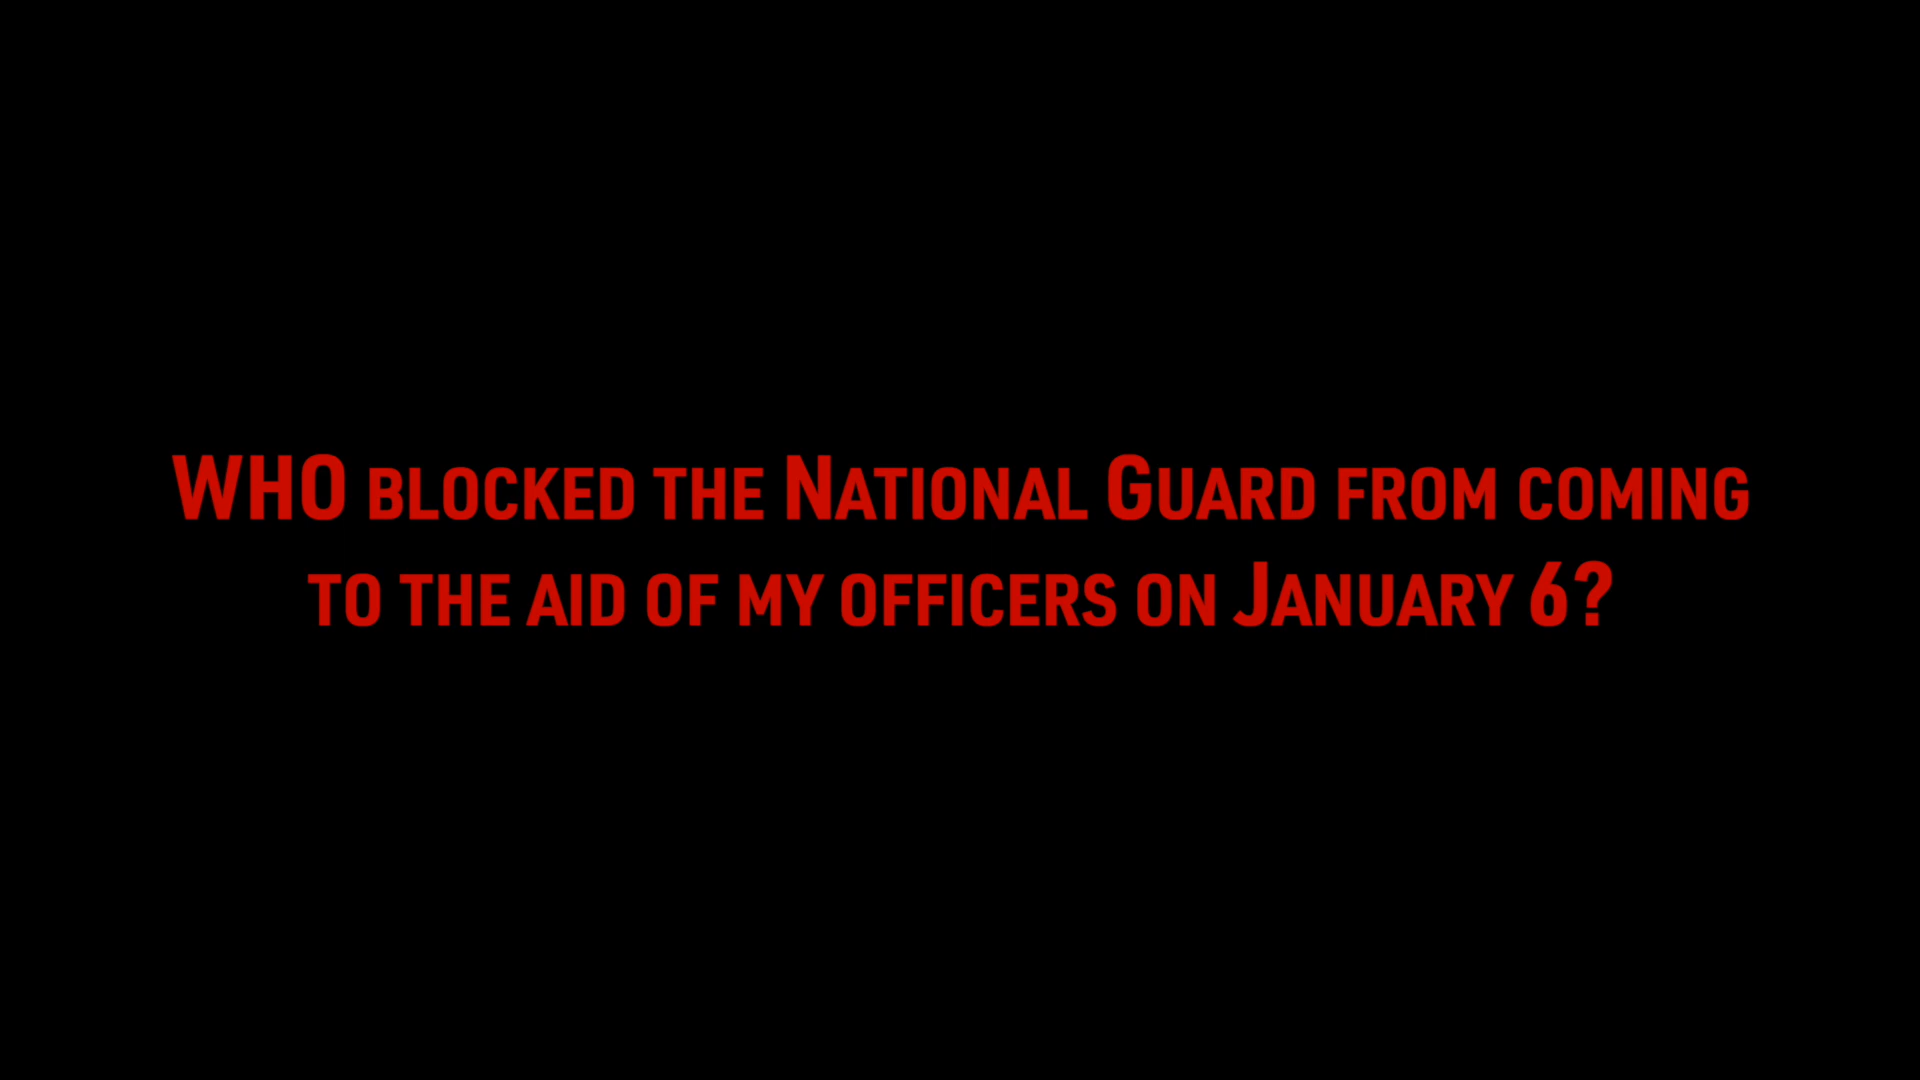 WHO BLOCKED THE NATIONAL GUARD FROM COMING
TO THE AID OF MY OFFICERS ON JANUARY 6?